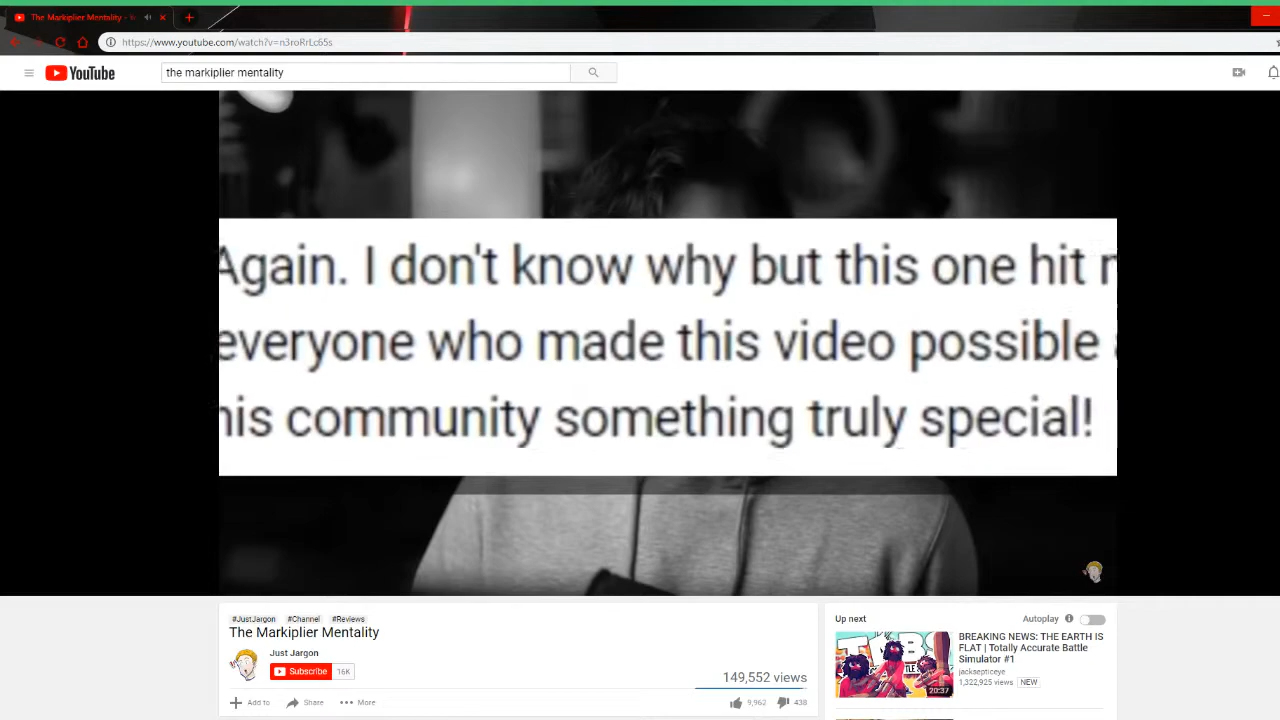 The Markiplier Mentality -
https://www.youtube.com/watch?v=n3roRrLc65s
YouTube
the markiplier mentality
Again. I don't know why but this one hit
everyone who made this video possible
his community something truly special!
#JustJargon #Channel #Reviews
The Markiplier Mentality
Just Jargon
Subscribe 16K
149,552 views
Add to Share More
9,962 438
Up next
Autoplay
BREAKING NEWS: THE EARTH IS
FLAT | Totally Accurate Battle
Simulator #1
jacksepticeye
1,322,925 views NEW
20:37